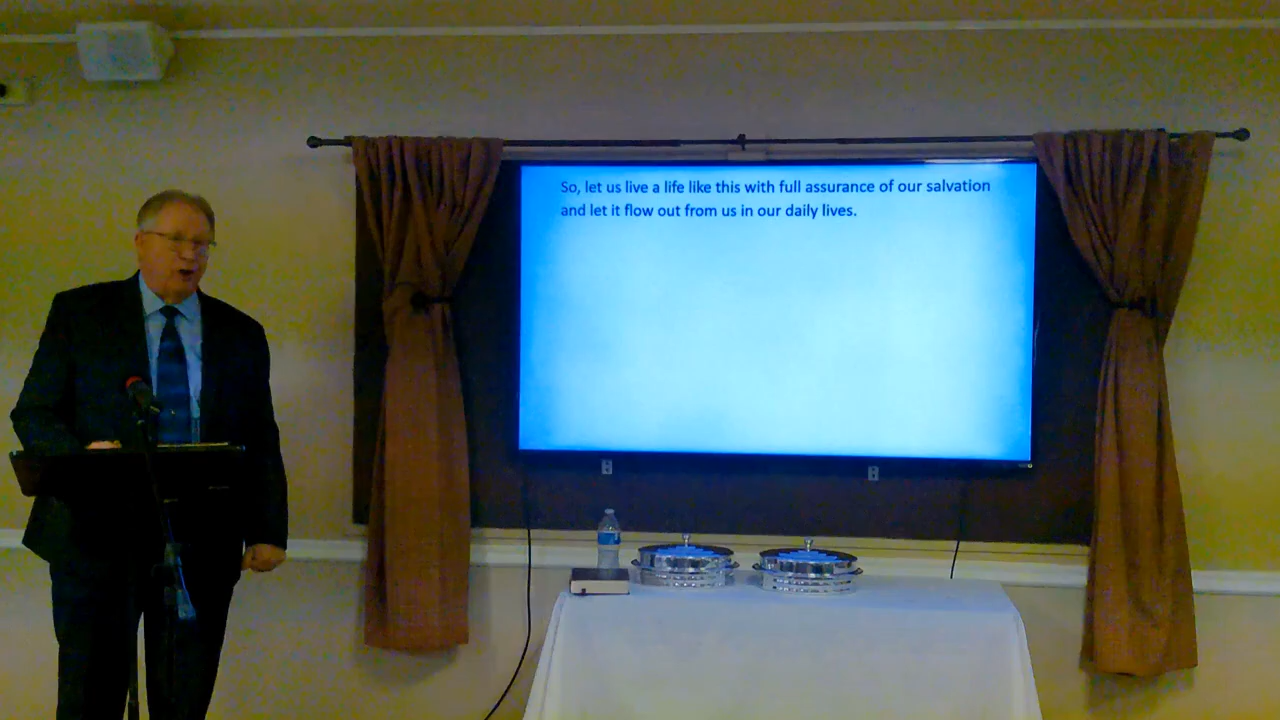 So, let us live a life like this with full assurance of our salvation
and let it flow out from us in our daily lives.